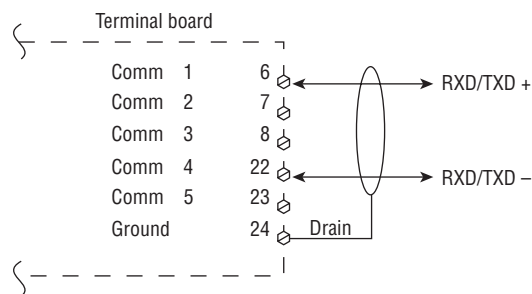 Terminal board
Comm 1 6 RXD/TXD +
Comm 2 7
Comm 3 8
Comm 4 22 RXD/TXD –
Comm 5 23
Ground 24 Drain